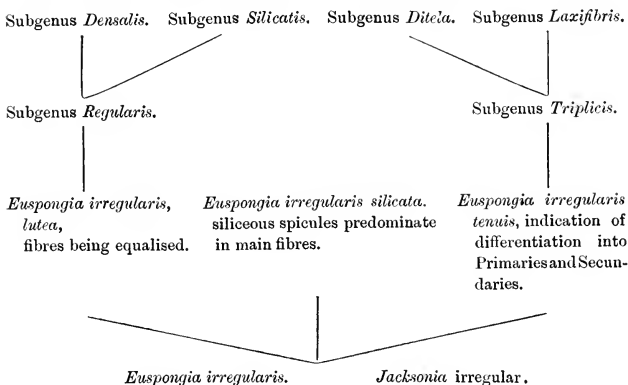 Subgenus Densalis. Subgenus Silicatis. Subgenus Ditela. Subgenus Laxifibris.
Subgenus Regularis. Subgenus Triplicis.
Euspongia irregularis, Euspongia irregularis silicata. Euspongia irregularis
lutea, siliceous spicules predominate tenuis, indication of
fibres being equalised. in main fibres. differentiation into
Primaries and Secun-
daries.
Euspongia irregularis. Jacksonia irregular.